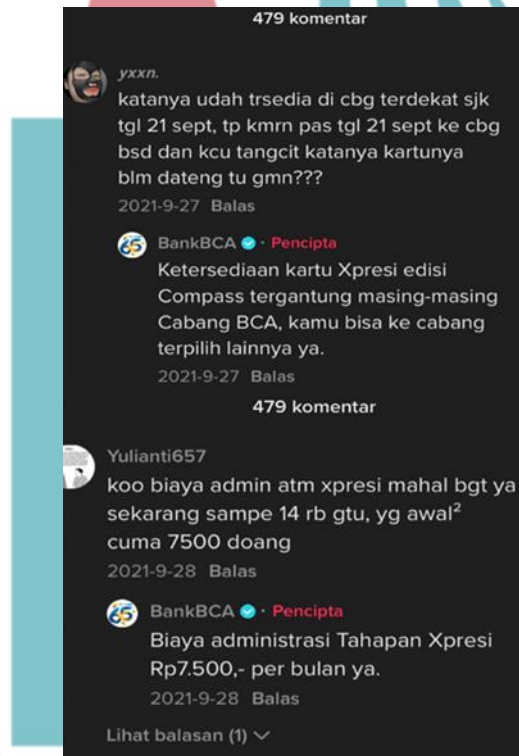 479 komentar
yxxn.
katanya udah trsedia di cbg terdekat sjk
tgl 21 sept, tp kmrn pas tgl 21 sept ke cbg
bsd dan kcu tangcit katanya kartunya
blm dateng tu gmn???
2021-9-27 Balas
BankBCA · Pencipta
Ketersediaan kartu Xpresi edisi
Compass tergantung masing-masing
Cabang BCA, kamu bisa ke cabang
terpilih lainnya ya.
2021-9-27 Balas
479 komentar
Yulianti657
koo biaya admin atm xpresi mahal bgt ya
sekarang sampe 14 rb gtu, yg awal²
cuma 7500 doang
2021-9-28 Balas
BankBCA · Pencipta
Biaya administrasi Tahapan Xpresi
Rp7.500,- per bulan ya.
2021-9-28 Balas
Lihat balasan (1)